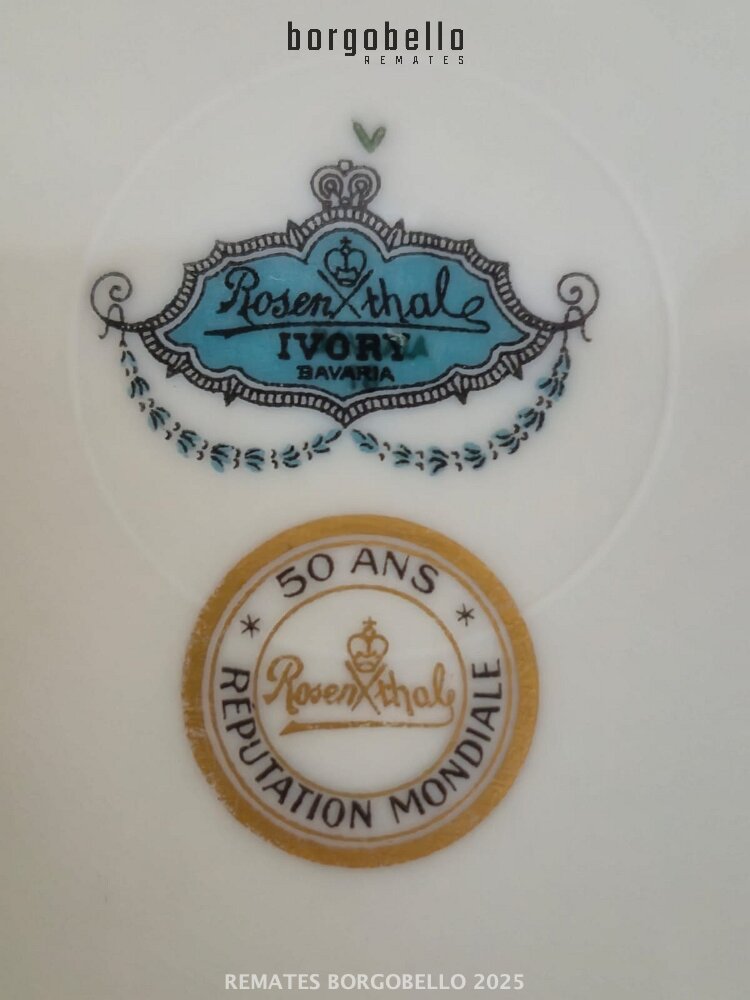 borgobello
REMATES
Rosenthal
IVORY
BAVARIA
50 ANS
Rosenthal
* RÉPUTATION MONDIALE *
REMATES BORGOBELLO 2025